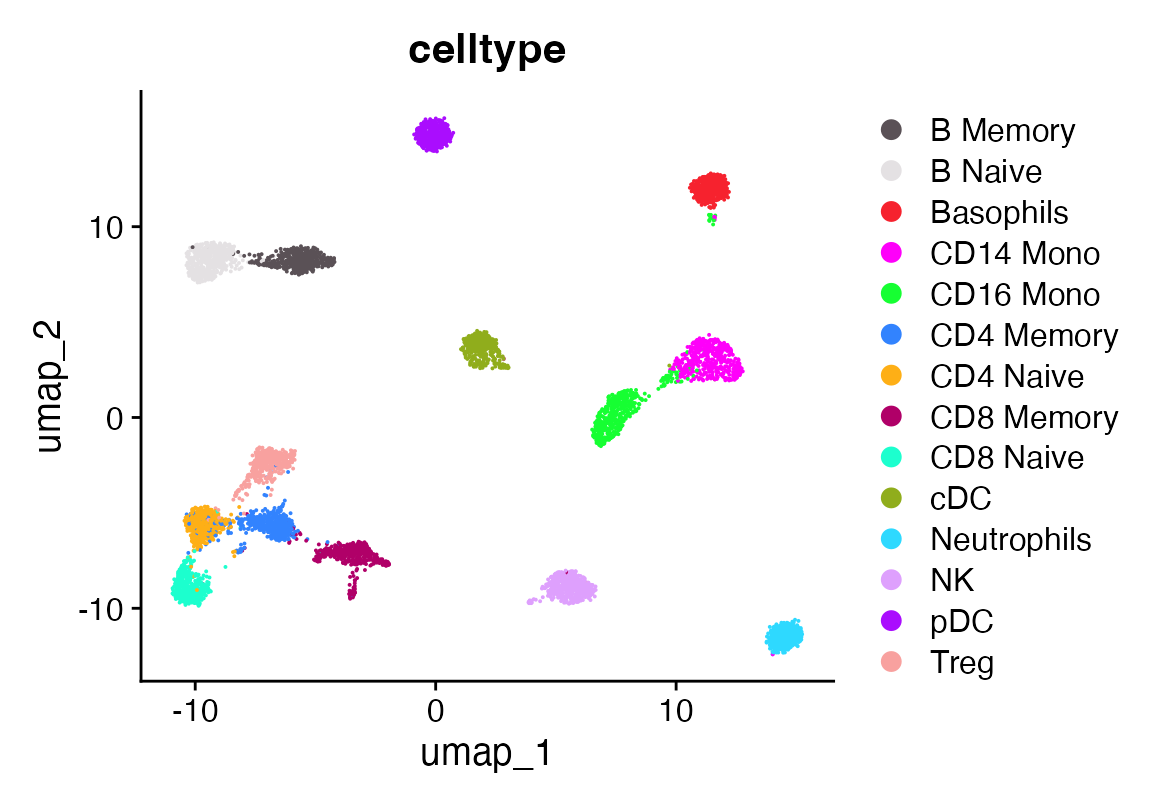 celltype
umap_2
10
0
-10
-10
0
10
umap_1
B Memory
B Naive
Basophils
CD14 Mono
CD16 Mono
CD4 Memory
CD4 Naive
CD8 Memory
CD8 Naive
cDC
Neutrophils
NK
pDC
Treg